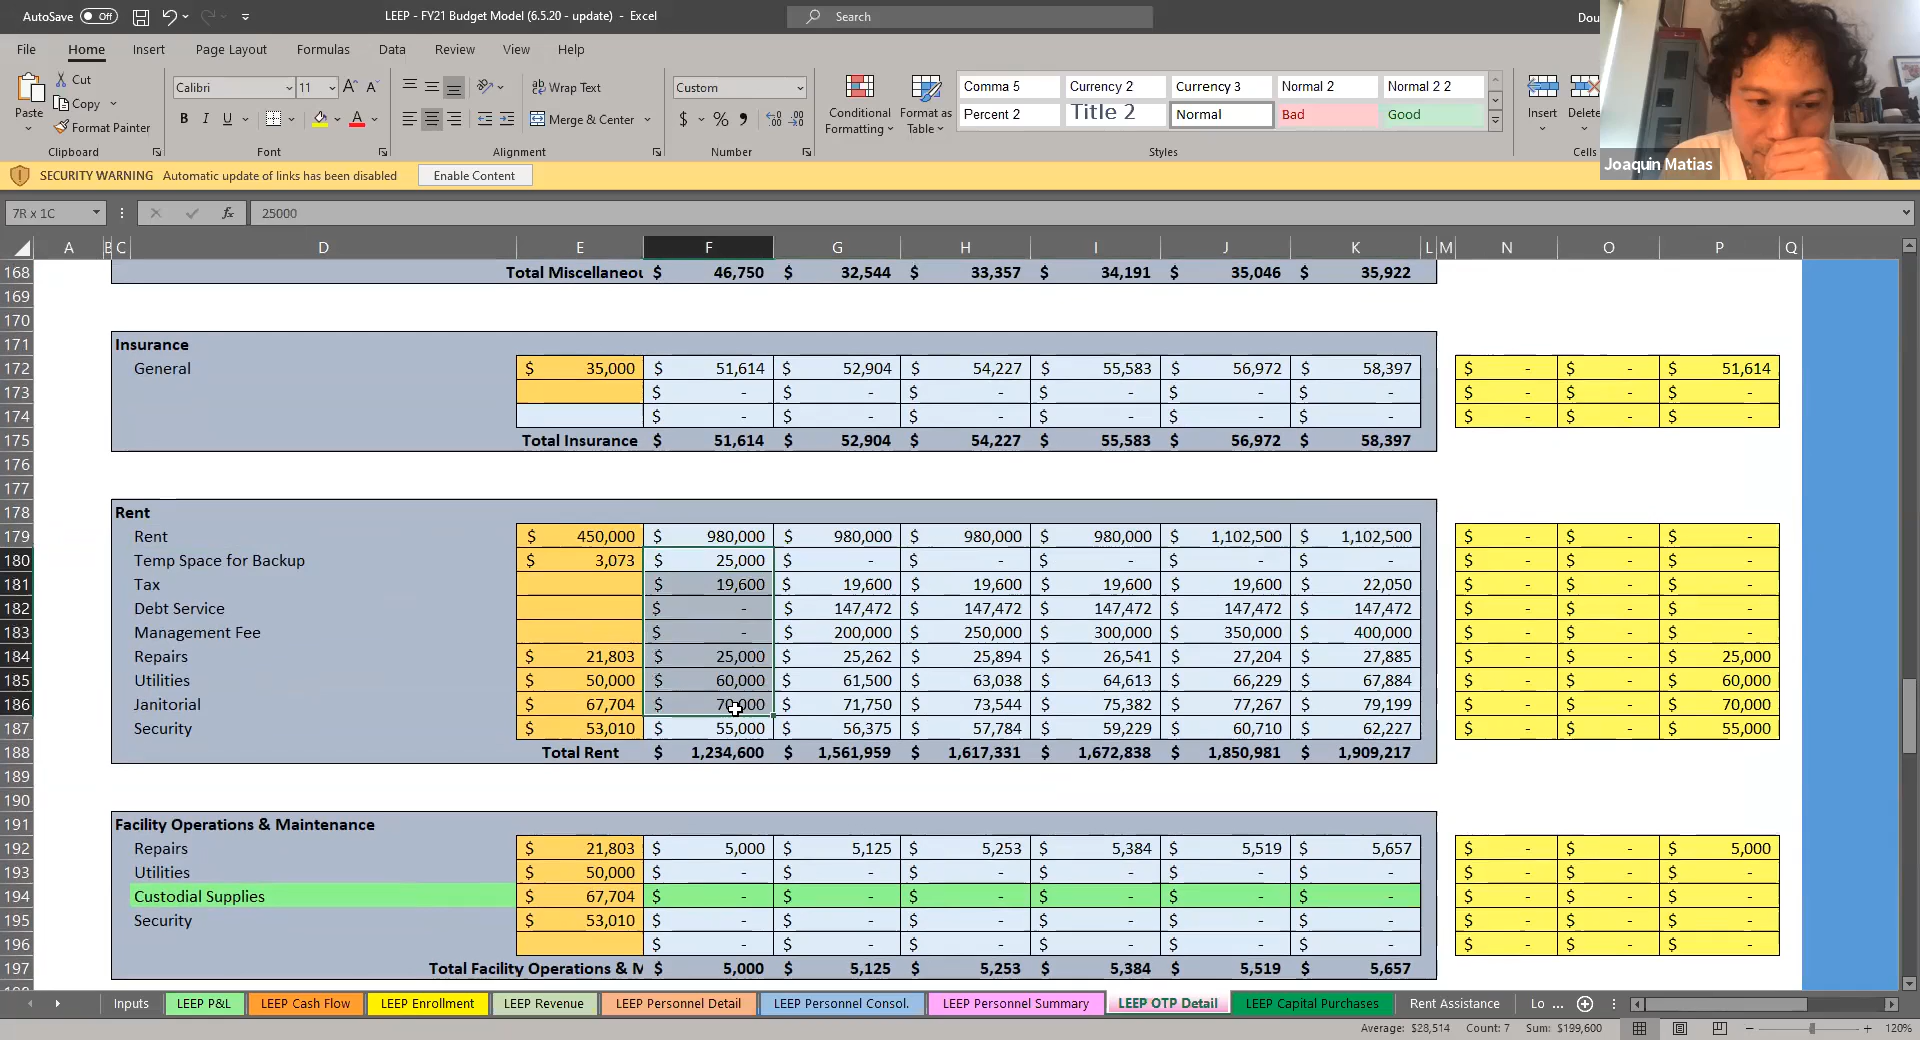 AutoSave Off LEEP - FY21 Budget Model (6.5.20 - update) - Excel Search Dou
File Home Insert Page Layout Formulas Data Review View Help
Paste Cut Copy Format Painter
Calibri 11 Wrap Text Custom
B I U Merge & Center $ % 9
Conditional Formatting Format as Table
Comma 5 Currency 2 Currency 3 Normal 2 Normal 2 2
Percent 2 Title 2 Normal Bad Good
Insert Delete
Clipboard Font Alignment Number Styles Cells
Joaquin Matias
SECURITY WARNING Automatic update of links has been disabled Enable Content
7R x 1C fx 25000
A B C D E F G H I J K L M N O P Q
168 Total Miscellaneou $ 46,750 $ 32,544 $ 33,357 $ 34,191 $ 35,046 $ 35,922
169
170
171 Insurance
172 General $ 35,000 $ 51,614 $ 52,904 $ 54,227 $ 55,583 $ 56,972 $ 58,397 $ - $ - $ 51,614
173 $ - $ - $ - $ - $ - $ - $ - $ - $ -
174 $ - $ - $ - $ - $ - $ - $ - $ - $ -
175 Total Insurance $ 51,614 $ 52,904 $ 54,227 $ 55,583 $ 56,972 $ 58,397
176
177
178 Rent
179 Rent $ 450,000 $ 980,000 $ 980,000 $ 980,000 $ 980,000 $ 1,102,500 $ 1,102,500 $ - $ - $ -
180 Temp Space for Backup $ 3,073 $ 25,000 $ - $ - $ - $ - $ - $ - $ - $ -
181 Tax $ 19,600 $ 19,600 $ 19,600 $ 19,600 $ 19,600 $ 22,050 $ - $ - $ -
182 Debt Service $ - $ 147,472 $ 147,472 $ 147,472 $ 147,472 $ 147,472 $ - $ - $ -
183 Management Fee $ - $ 200,000 $ 250,000 $ 300,000 $ 350,000 $ 400,000 $ - $ - $ -
184 Repairs $ 21,803 $ 25,000 $ 25,262 $ 25,894 $ 26,541 $ 27,204 $ 27,885 $ - $ - $ 25,000
185 Utilities $ 50,000 $ 60,000 $ 61,500 $ 63,038 $ 64,613 $ 66,229 $ 67,884 $ - $ - $ 60,000
186 Janitorial $ 67,704 $ 70,000 $ 71,750 $ 73,544 $ 75,382 $ 77,267 $ 79,199 $ - $ - $ 70,000
187 Security $ 53,010 $ 55,000 $ 56,375 $ 57,784 $ 59,229 $ 60,710 $ 62,227 $ - $ - $ 55,000
188 Total Rent $ 1,234,600 $ 1,561,959 $ 1,617,331 $ 1,672,838 $ 1,850,981 $ 1,909,217
189
190
191 Facility Operations & Maintenance
192 Repairs $ 21,803 $ 5,000 $ 5,125 $ 5,253 $ 5,384 $ 5,519 $ 5,657 $ - $ - $ 5,000
193 Utilities $ 50,000 $ - $ - $ - $ - $ - $ - $ - $ - $ -
194 Custodial Supplies $ 67,704 $ - $ - $ - $ - $ - $ - $ - $ - $ -
195 Security $ 53,010 $ - $ - $ - $ - $ - $ - $ - $ - $ -
196 $ - $ - $ - $ - $ - $ - $ - $ - $ -
197 Total Facility Operations & M $ 5,000 $ 5,125 $ 5,253 $ 5,384 $ 5,519 $ 5,657
Inputs LEEP P&L LEEP Cash Flow LEEP Enrollment LEEP Revenue LEEP Personnel Detail LEEP Personnel Consol. LEEP Personnel Summary LEEP OTP Detail LEEP Capital Purchases Rent Assistance Lo ...
Average: $28,514 Count: 7 Sum: $199,600 120%